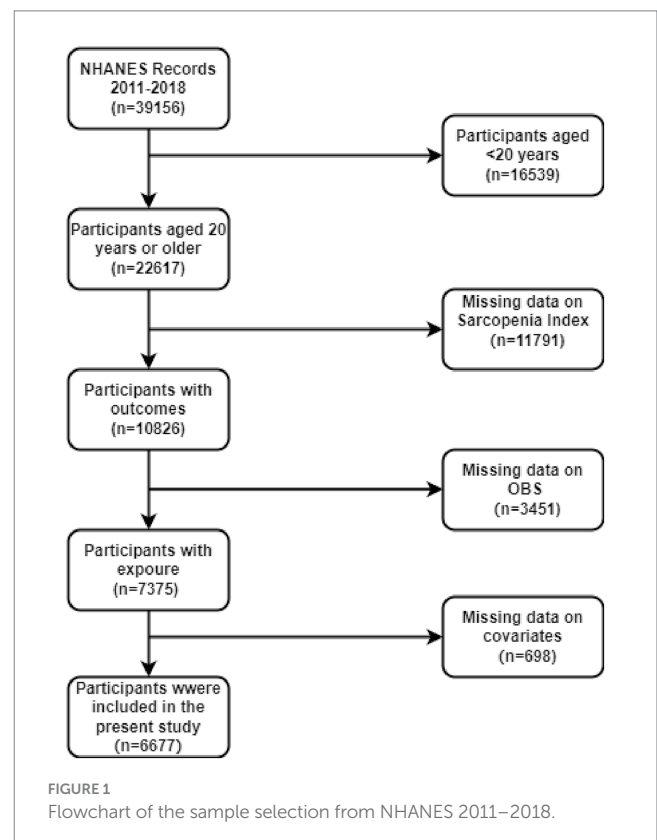 NHANES Records
2011-2018
(n=39156)
Participants aged
<20 years
(n=16539)
Participants aged 20
years or older
(n=22617)
Missing data on
Sarcopenia Index
(n=11791)
Participants with
outcomes
(n=10826)
Missing data on
OBS
(n=3451)
Participants with
expoure
(n=7375)
Missing data on
covariates
(n=698)
Participants wwere
included in the
present study
(n=6677)
FIGURE 1
Flowchart of the sample selection from NHANES 2011–2018.